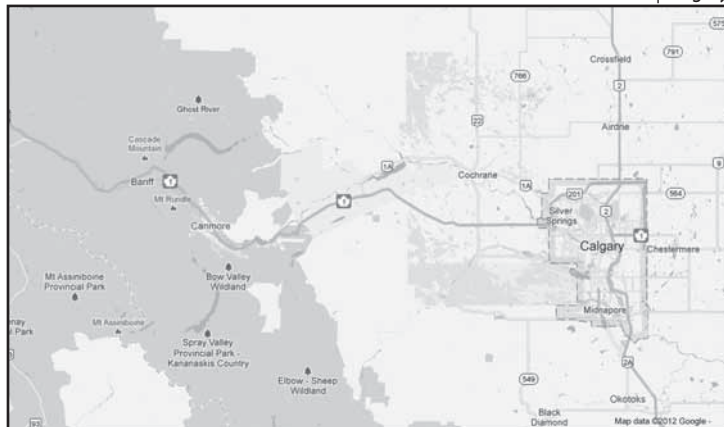 575
791
Crossfield
766
2
Ghost River
22
Airdrie
Cascade
Mountain
1A
9
Banff
1
Cochrane
1A
201
564
Mt Rundle
1
Silver
Springs
2
Canmore
1
Calgary
Chestermere
Bow Valley
Wildland
Mt Assiniboine
Provincial Park
Midnapore
Mt Assiniboine
Spray Valley
Provincial Park -
Kananaskis Country
2A
Elbow - Sheep
Wildland
549
Okotoks
93
Black
Diamond
Map data ©2012 Google -